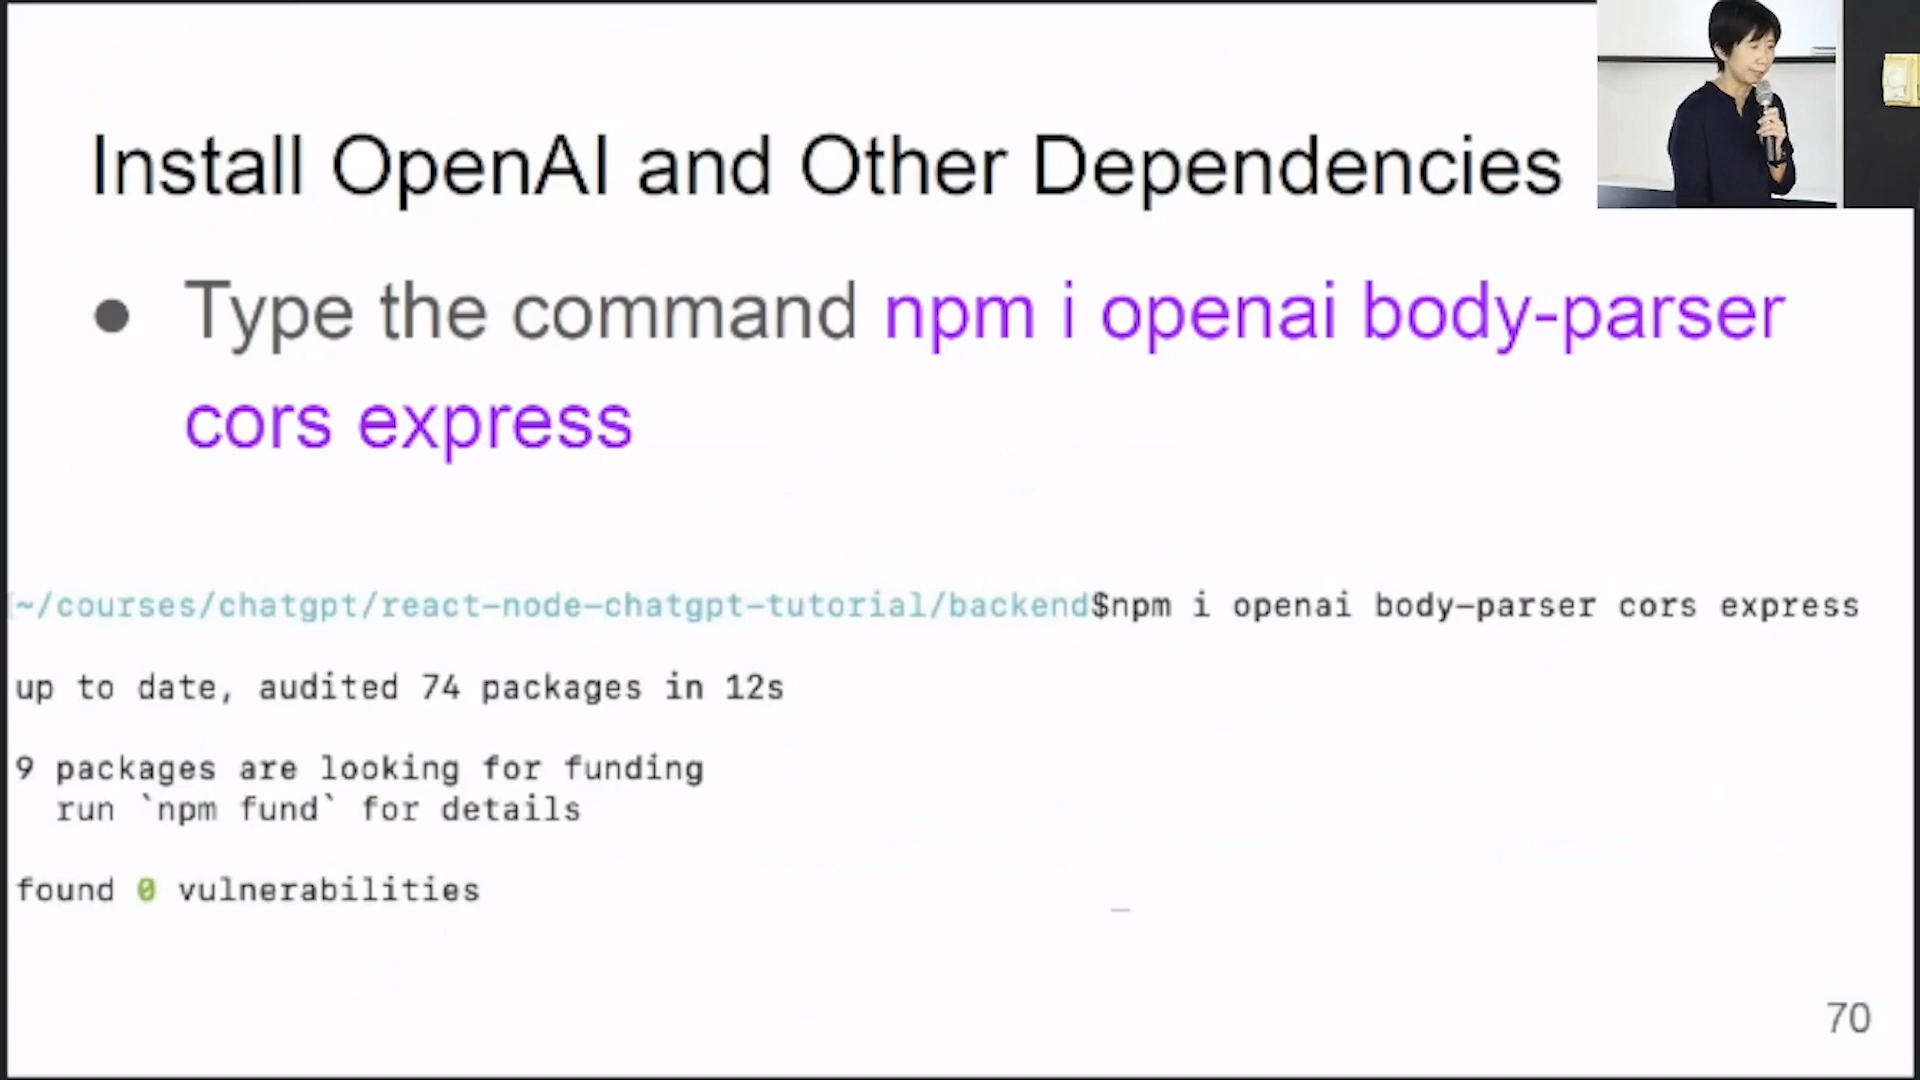 Install OpenAI and Other Dependencies
● Type the command npm i openai body-parser
cors express
~/courses/chatgpt/react-node-chatgpt-tutorial/backend$npm i openai body-parser cors express
up to date, audited 74 packages in 12s
9 packages are looking for funding
run `npm fund` for details
found 0 vulnerabilities
70